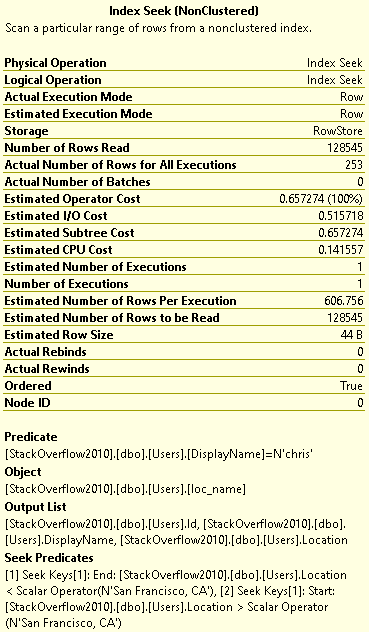 Index Seek (NonClustered)
Scan a particular range of rows from a nonclustered index.
Physical Operation Index Seek
Logical Operation Index Seek
Actual Execution Mode Row
Estimated Execution Mode Row
Storage RowStore
Number of Rows Read 128545
Actual Number of Rows for All Executions 253
Actual Number of Batches 0
Estimated Operator Cost 0.657274 (100%)
Estimated I/O Cost 0.515718
Estimated Subtree Cost 0.657274
Estimated CPU Cost 0.141557
Estimated Number of Executions 1
Number of Executions 1
Estimated Number of Rows Per Execution 606.756
Estimated Number of Rows to be Read 128545
Estimated Row Size 44 B
Actual Rebinds 0
Actual Rewinds 0
Ordered True
Node ID 0
Predicate
[StackOverflow2010].[dbo].[Users].[DisplayName]=N'chris'
Object
[StackOverflow2010].[dbo].[Users].[loc_name]
Output List
[StackOverflow2010].[dbo].[Users].Id, [StackOverflow2010].[dbo].
[Users].DisplayName, [StackOverflow2010].[dbo].[Users].Location
Seek Predicates
[1] Seek Keys[1]: End: [StackOverflow2010].[dbo].[Users].Location
< Scalar Operator(N'San Francisco, CA'), [2] Seek Keys[1]: Start:
[StackOverflow2010].[dbo].[Users].Location > Scalar Operator
(N'San Francisco, CA')